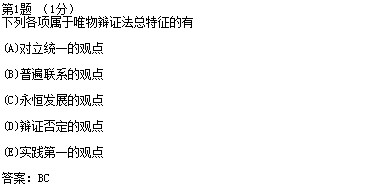 第1题 (1分)
下列各项属于唯物辩证法总特征的有
(A)对立统一的观点
(B)普遍联系的观点
(C)永恒发展的观点
(D)辩证否定的观点
(E)实践第一的观点
答案：BC